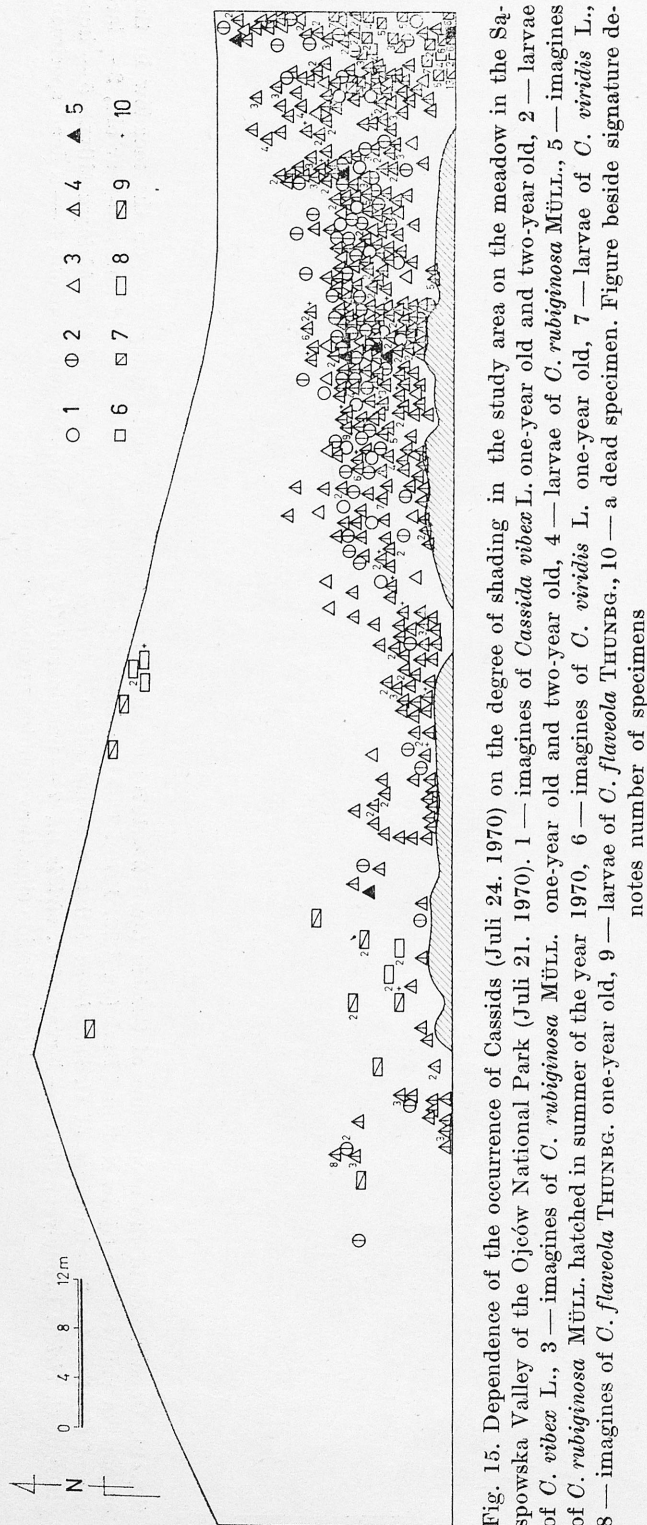 N
0 4 8 12m
1 2 3 4 5
6 7 8 9 10
Fig. 15. Dependence of the occurrence of Cassids (Juli 24. 1970) on the degree of shading in the study area on the meadow in the Są-
spowska Valley of the Ojców National Park (Juli 21. 1970). 1 — imagines of Cassida vibex L. one-year old and two-year old, 2 — larvae
of C. vibex L., 3 — imagines of C. rubiginosa MÜLL. one-year old and two-year old, 4 — larvae of C. rubiginosa MÜLL., 5 — imagines
of C. rubiginosa MÜLL. hatched in summer of the year 1970, 6 — imagines of C. viridis L. one-year old, 7 — larvae of C. viridis L.,
8 — imagines of C. flaveola THUNBG. one-year old, 9 — larvae of C. flaveola THUNBG., 10 — a dead specimen. Figure beside signature de-
notes number of specimens